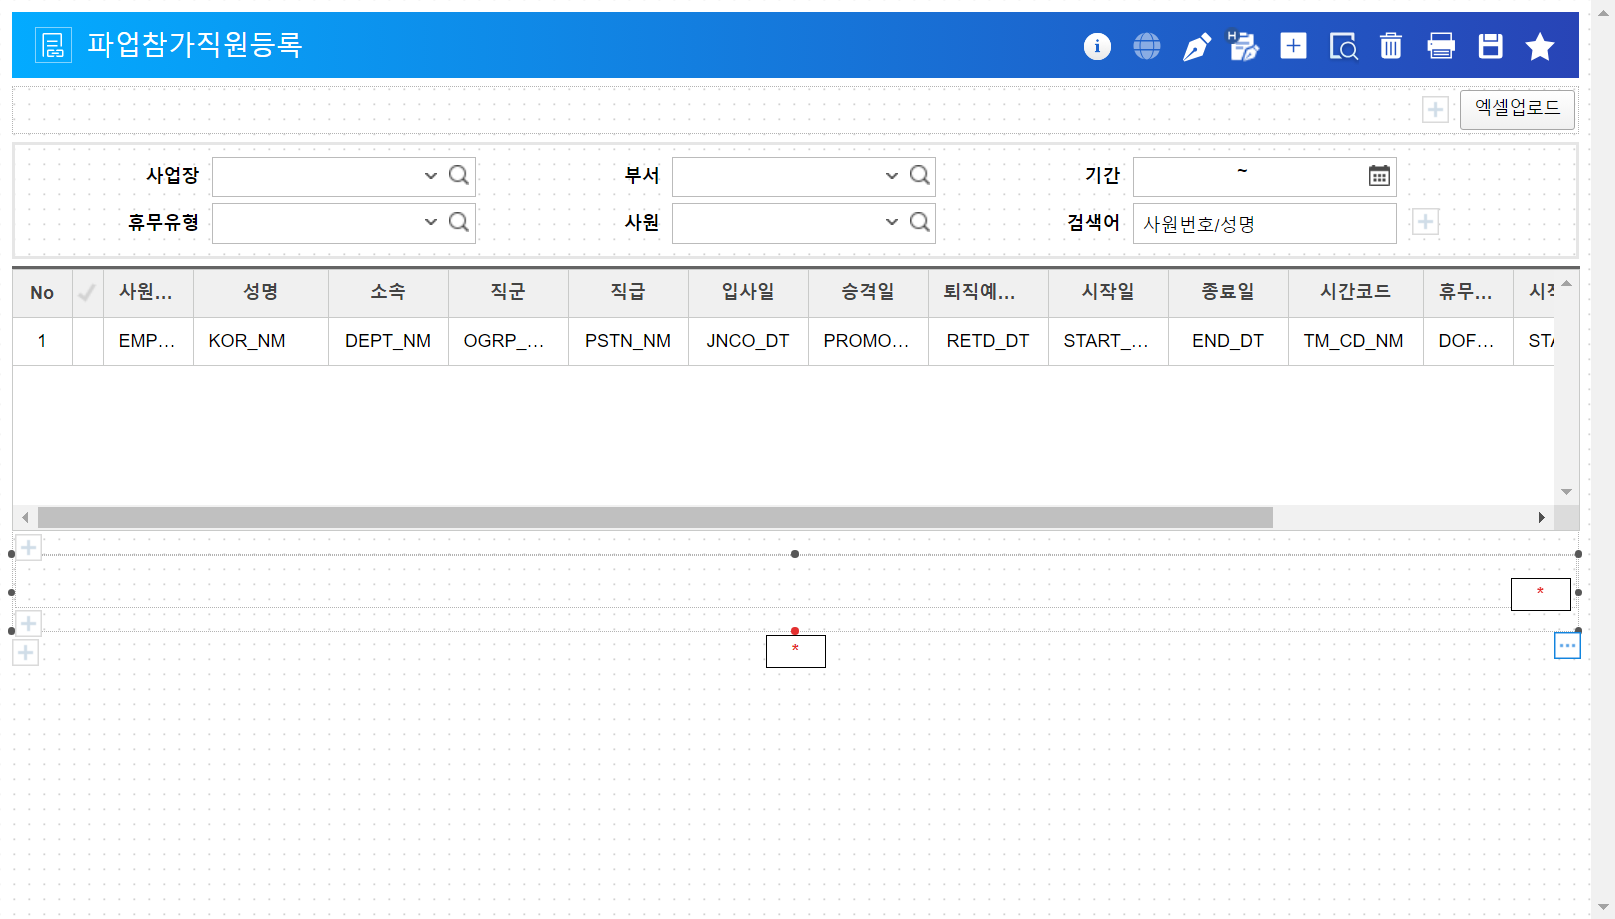 파업참가직원등록
엑셀업로드
사업장 부서 기간 ~
휴무유형 사원 검색어 사원번호/성명
No 사원... 성명 소속 직군 직급 입사일 승격일 퇴직예... 시작일 종료일 시간코드 휴무... 시작
1 EMP... KOR_NM DEPT_NM OGRP_... PSTN_NM JNCO_DT PROMO... RETD_DT START_... END_DT TM_CD_NM DOF... STA
*
*